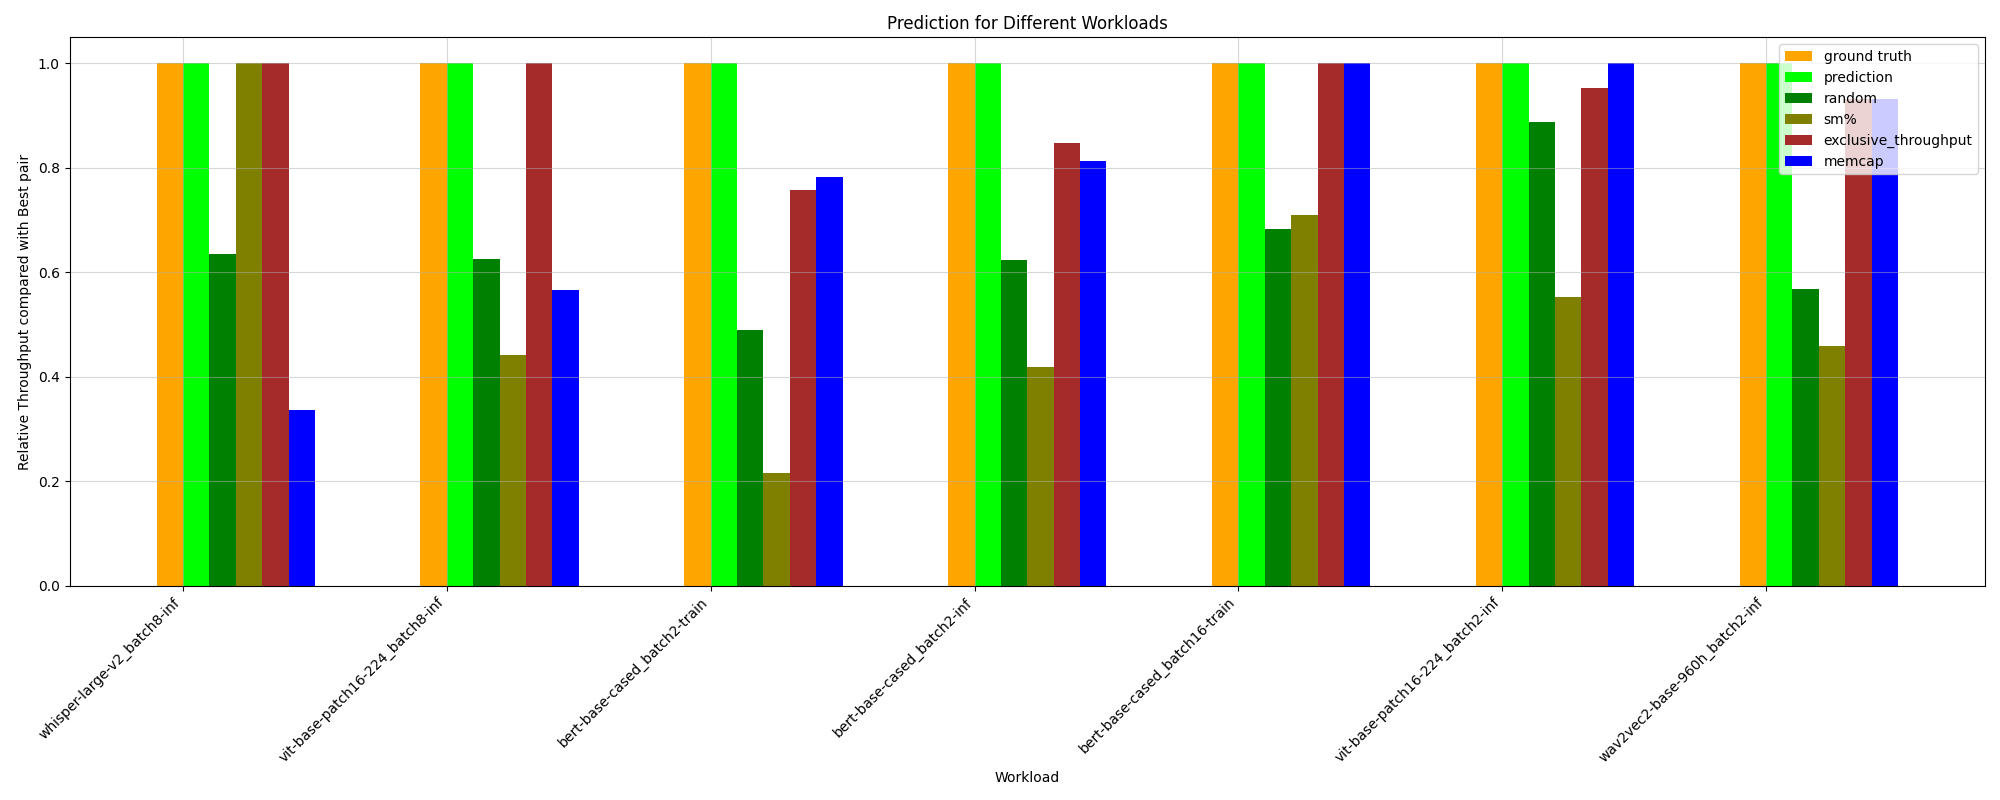 Prediction for Different Workloads
Relative Throughput compared with Best pair
1.0
0.8
0.6
0.4
0.2
0.0
ground truth
prediction
random
sm%
exclusive_throughput
memcap
whisper-large-v2_batch8-inf
vit-base-patch16-224_batch8-inf
bert-base-cased_batch2-train
bert-base-cased_batch2-inf
bert-base-cased_batch16-train
vit-base-patch16-224_batch2-inf
wav2vec2-base-960h_batch2-inf
Workload